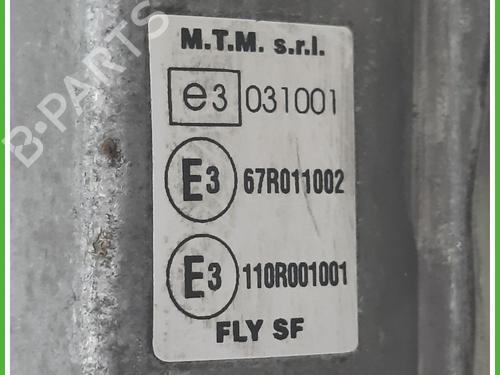 M.T.M. s.r.l.
e3 031001
E3 67R011002
E3 110R001001
FLY SF
B-PARTS